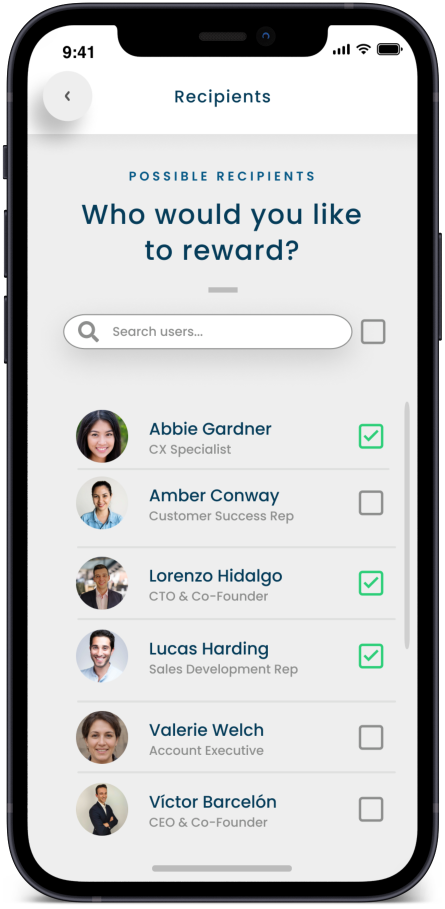 9:41
Recipients
POSSIBLE RECIPIENTS
Who would you like
to reward?
Search users...
Abbie Gardner
CX Specialist
Amber Conway
Customer Success Rep
Lorenzo Hidalgo
CTO & Co-Founder
Lucas Harding
Sales Development Rep
Valerie Welch
Account Executive
Víctor Barcelón
CEO & Co-Founder